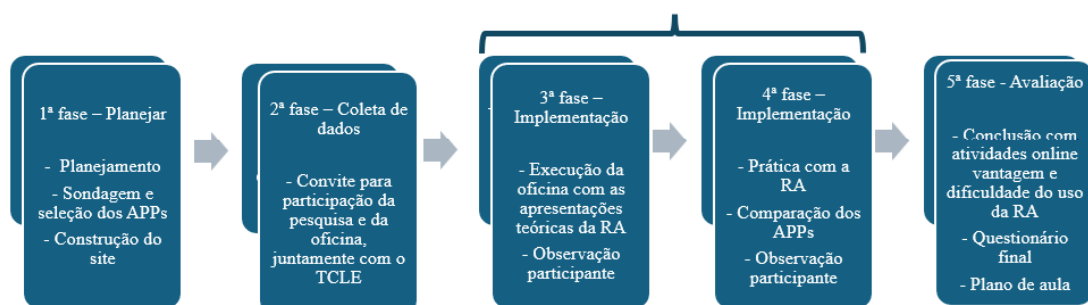 1ª fase – Planejar
- Planejamento
- Sondagem e
seleção dos APPs
- Construção do
site
2ª fase – Coleta de
dados
- Convite para
participação da
pesquisa e da
oficina,
juntamente com o
TCLE
3ª fase –
Implementação
- Execução da
oficina com as
apresentações
teóricas da RA
- Observação
participante
4ª fase –
Implementação
- Prática com a
RA
- Comparação dos
APPs
- Observação
participante
5ª fase - Avaliação
- Conclusão com
atividades online
vantagem e
dificuldade do uso
da RA
- Questionário
final
- Plano de aula